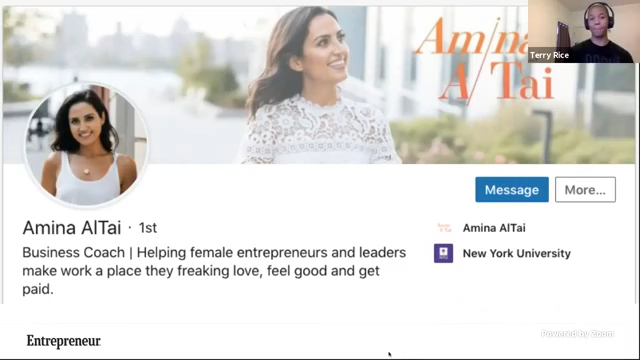 Amina
AlTai
Terry Rice
Message
More...
Amina AlTai · 1st
Business Coach | Helping female entrepreneurs and leaders
make work a place they freaking love, feel good and get
paid.
Amina AlTai
New York University
Entrepreneur
Powered by Zoom